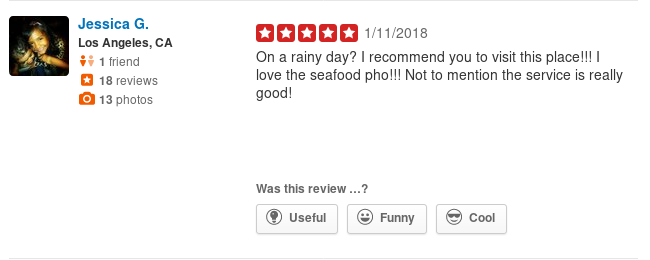 Jessica G.
Los Angeles, CA
1 friend
18 reviews
13 photos
1/11/2018
On a rainy day? I recommend you to visit this place!!! I
love the seafood pho!!! Not to mention the service is really
good!
Was this review …?
Useful
Funny
Cool